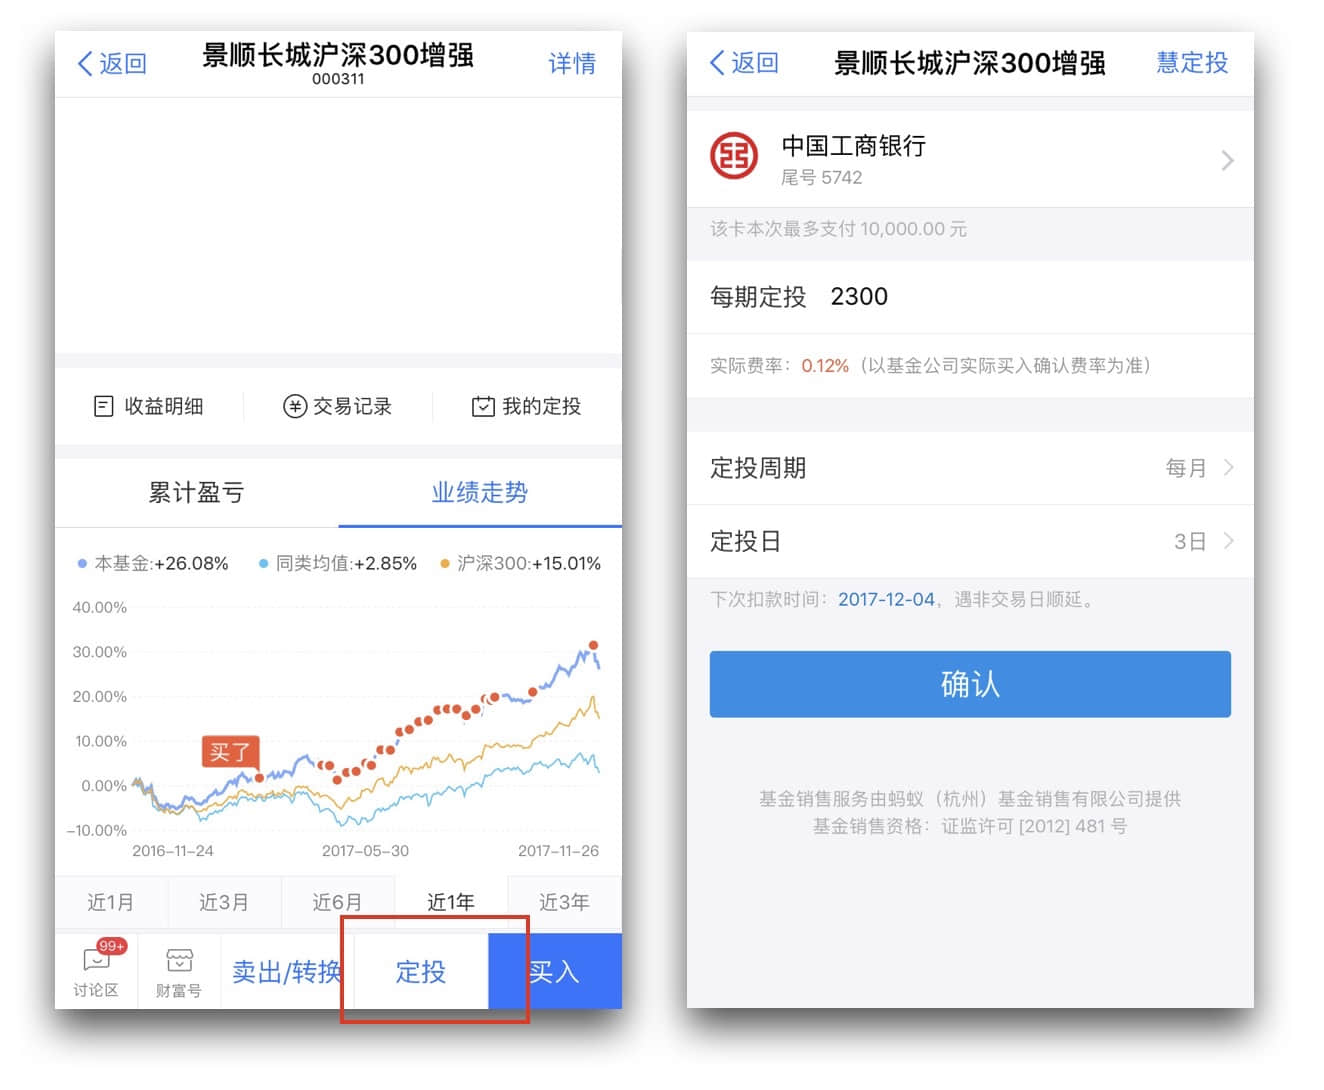 返回
景顺长城沪深300增强
000311
详情
收益明细
交易记录
我的定投
累计盈亏
业绩走势
本基金:+26.08%
同类均值:+2.85%
沪深300:+15.01%
40.00%
30.00%
20.00%
10.00%
0.00%
-10.00%
买了
2016-11-24
2017-05-30
2017-11-26
近1月
近3月
近6月
近1年
近3年
99+
讨论区
财富号
卖出/转换
定投
买入
返回
景顺长城沪深300增强
慧定投
中国工商银行
尾号 5742
该卡本次最多支付 10,000.00 元
每期定投 2300
实际费率：0.12%（以基金公司实际买入确认费率为准）
定投周期
每月
定投日
3日
下次扣款时间：2017-12-04，遇非交易日顺延。
确认
基金销售服务由蚂蚁（杭州）基金销售有限公司提供
基金销售资格：证监许可 [2012] 481 号